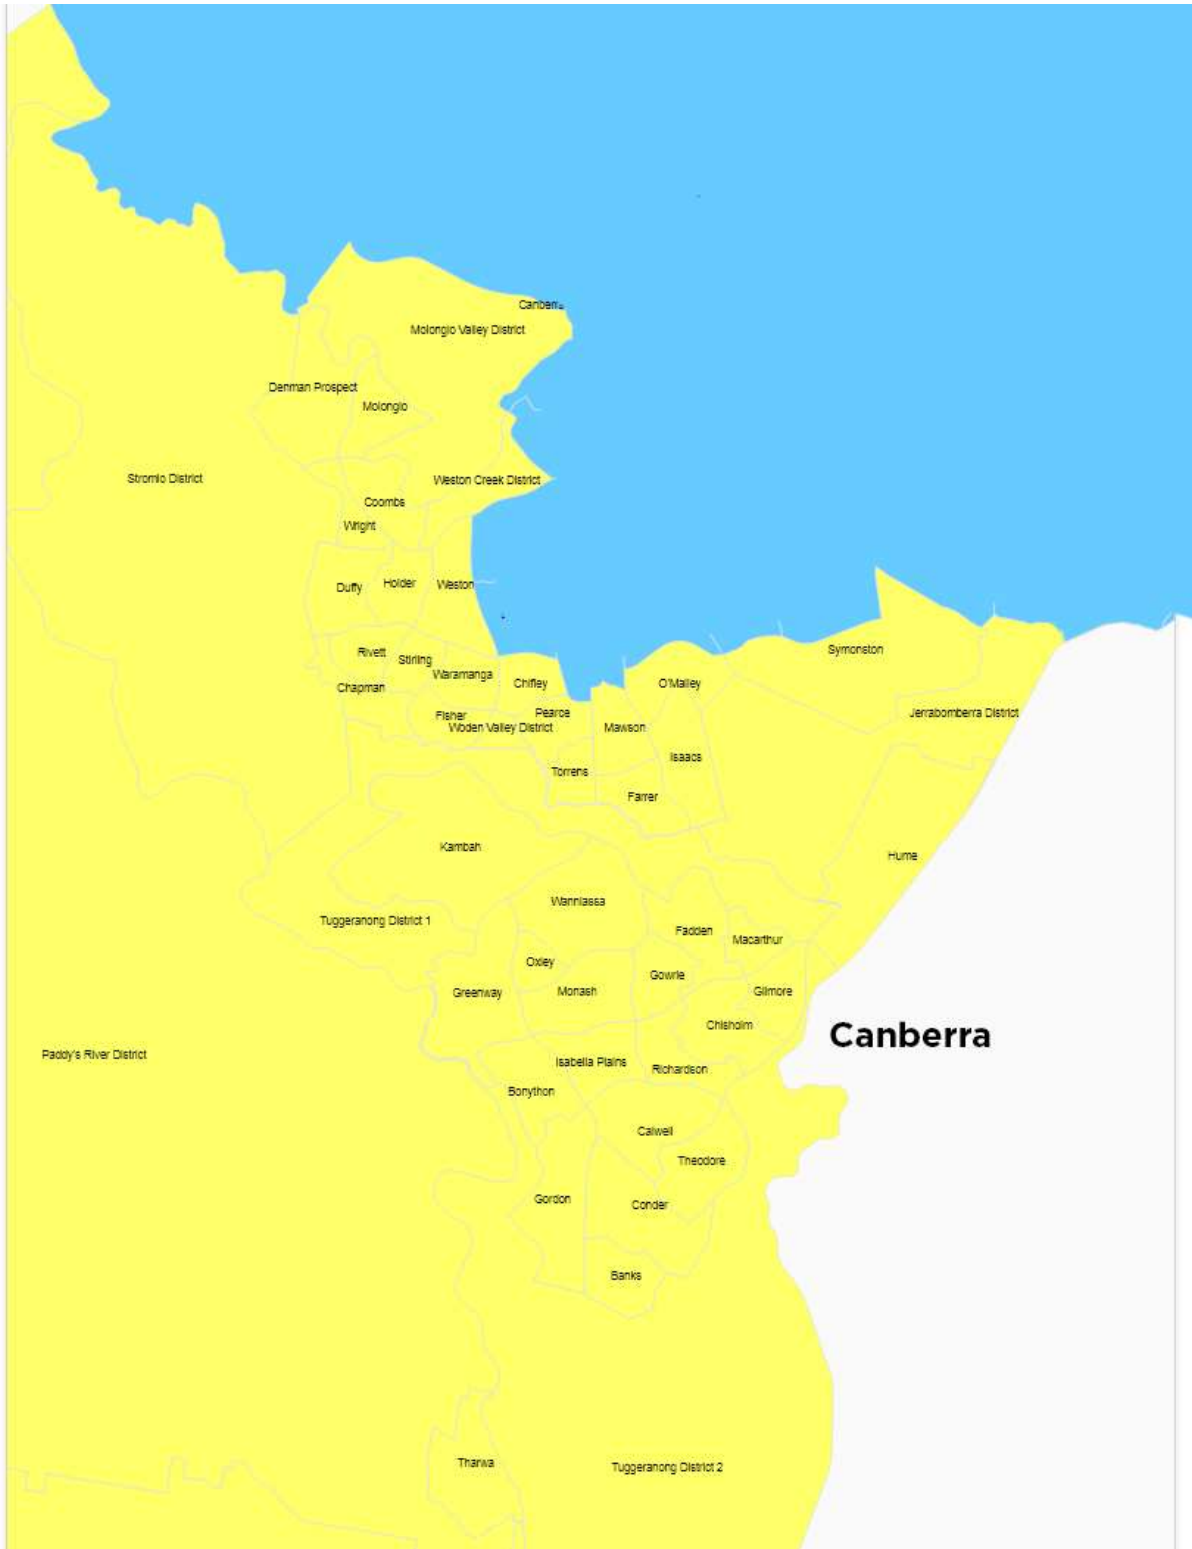 Canberra
Molonglo Valley District
Denman Prospect
Molonglo
Stromlo District
Weston Creek District
Coombs
Wright
Duffy
Holder
Weston
Rivett
Stirling
Waramanga
Chapman
Chifley
Fisher
Pearce
Woden Valley District
O'Malley
Mawson
Symonston
Jerrabomberra District
Isaacs
Torrens
Farrer
Kambah
Hume
Wanniassa
Tuggeranong District 1
Fadden
Macarthur
Oxley
Gowrie
Greenway
Monash
Gilmore
Chisholm
Canberra
Paddy's River District
Isabella Plains
Richardson
Bonython
Calwell
Theodore
Gordon
Conder
Banks
Tharwa
Tuggeranong District 2